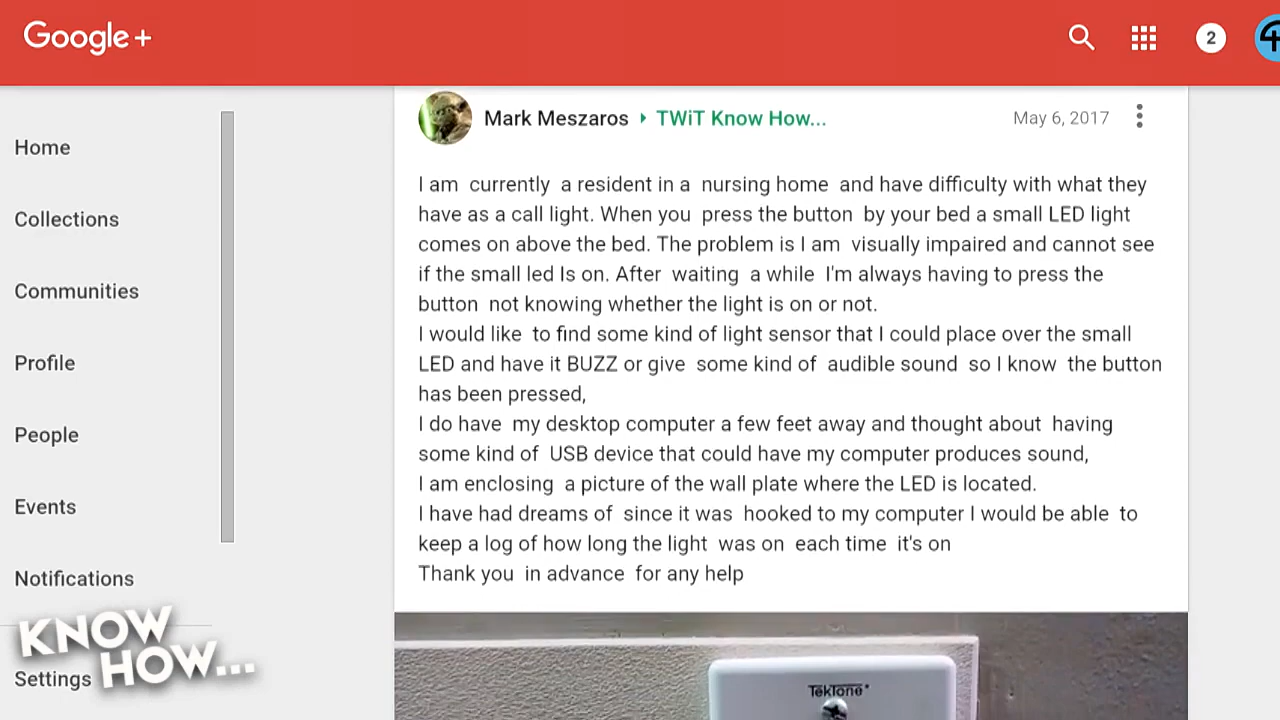 Google+
2
Mark Meszaros ▸ TWiT Know How...
May 6, 2017
Home
Collections
Communities
Profile
People
Events
Notifications
Settings
I am currently a resident in a nursing home and have difficulty with what they
have as a call light. When you press the button by your bed a small LED light
comes on above the bed. The problem is I am visually impaired and cannot see
if the small led Is on. After waiting a while I'm always having to press the
button not knowing whether the light is on or not.
I would like to find some kind of light sensor that I could place over the small
LED and have it BUZZ or give some kind of audible sound so I know the button
has been pressed,
I do have my desktop computer a few feet away and thought about having
some kind of USB device that could have my computer produces sound,
I am enclosing a picture of the wall plate where the LED is located.
I have had dreams of since it was hooked to my computer I would be able to
keep a log of how long the light was on each time it's on
Thank you in advance for any help
TekTone
KNOW
HOW...